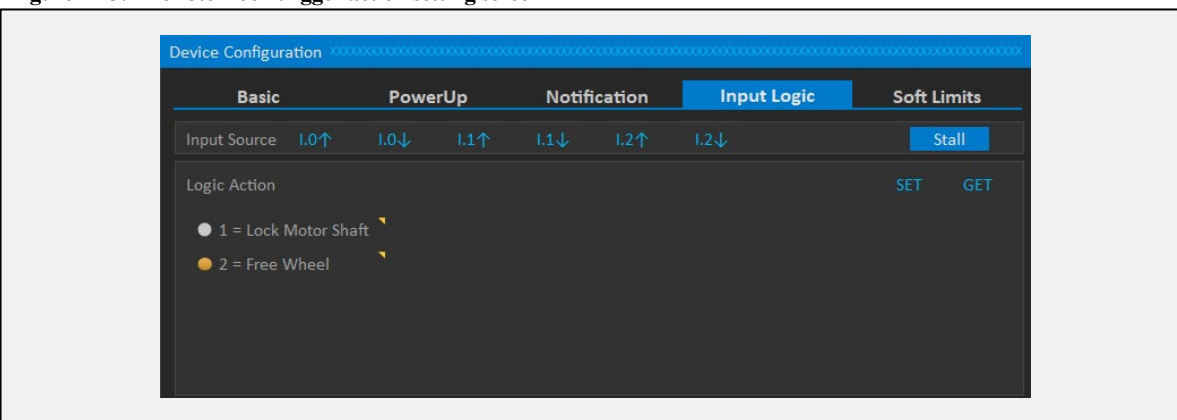 Device Configuration
Basic PowerUp Notification Input Logic Soft Limits
Input Source I.0↑ I.0↓ I.1↑ I.1↓ I.2↑ I.2↓ Stall
Logic Action SET GET
1 = Lock Motor Shaft
2 = Free Wheel